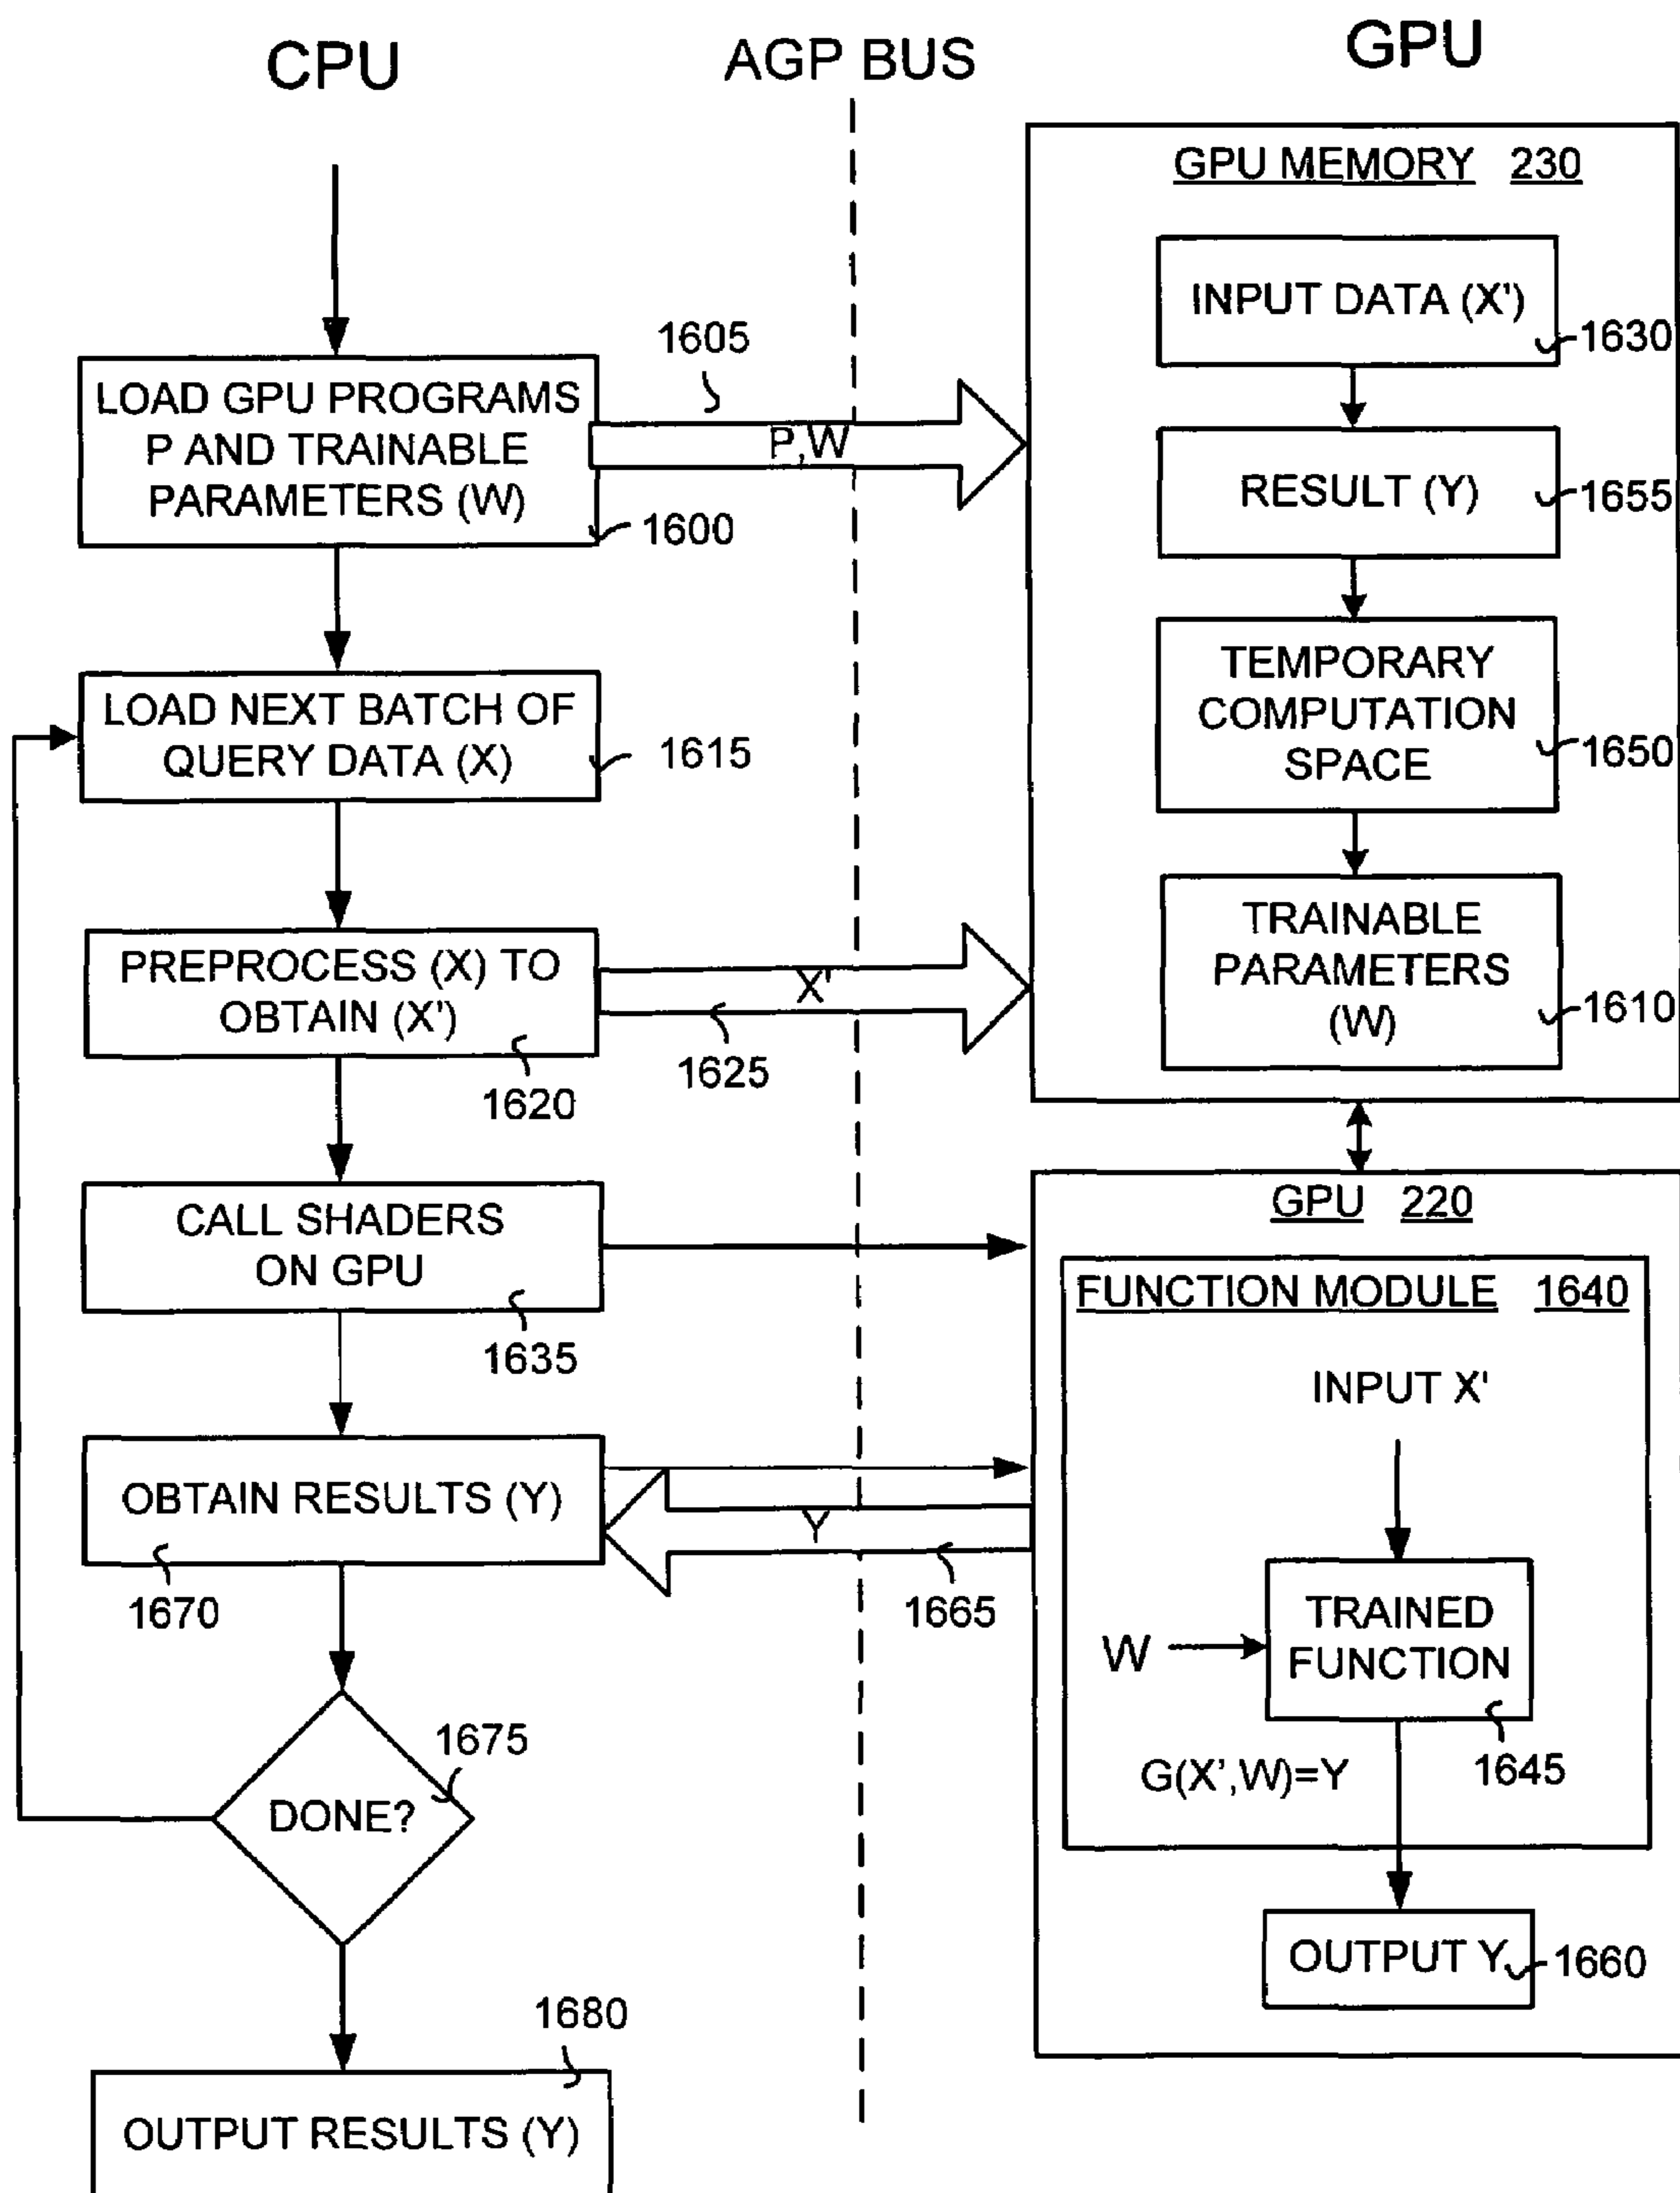 CPU
AGP BUS
GPU
LOAD GPU PROGRAMS
P AND TRAINABLE
PARAMETERS (W)
1600
1605
P,W
LOAD NEXT BATCH OF
QUERY DATA (X)
1615
PREPROCESS (X) TO
OBTAIN (X')
1620
X'
1625
CALL SHADERS
ON GPU
1635
OBTAIN RESULTS (Y)
1670
Y
1665
DONE?
1675
OUTPUT RESULTS (Y)
1680
GPU MEMORY 230
INPUT DATA (X')
1630
RESULT (Y)
1655
TEMPORARY
COMPUTATION
SPACE
1650
TRAINABLE
PARAMETERS
(W)
1610
GPU 220
FUNCTION MODULE 1640
INPUT X'
W
TRAINED
FUNCTION
1645
G(X',W)=Y
OUTPUT Y
1660